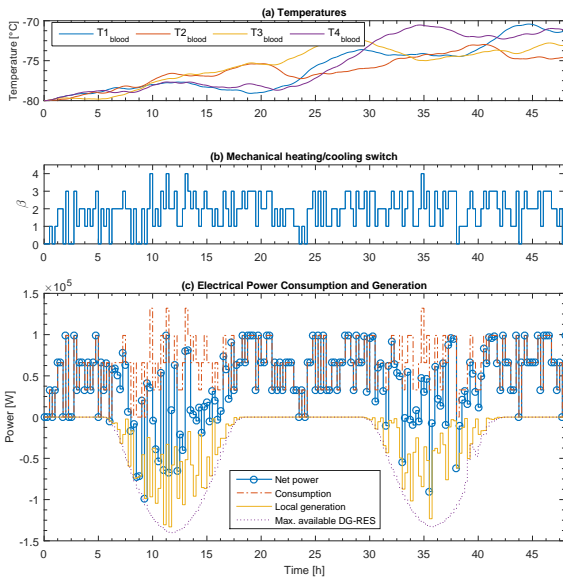 (a) Temperatures
Temperature [°C]
-70
-75
-80
T1blood T2blood T3blood T4blood
0 5 10 15 20 25 30 35 40 45
(b) Mechanical heating/cooling switch
β
4
3
2
1
0
0 5 10 15 20 25 30 35 40 45
(c) Electrical Power Consumption and Generation
×10^5
Power [W]
1.5
1
0.5
0
-0.5
-1
-1.5
Net power
Consumption
Local generation
Max. available DG-RES
0 5 10 15 20 25 30 35 40 45
Time [h]